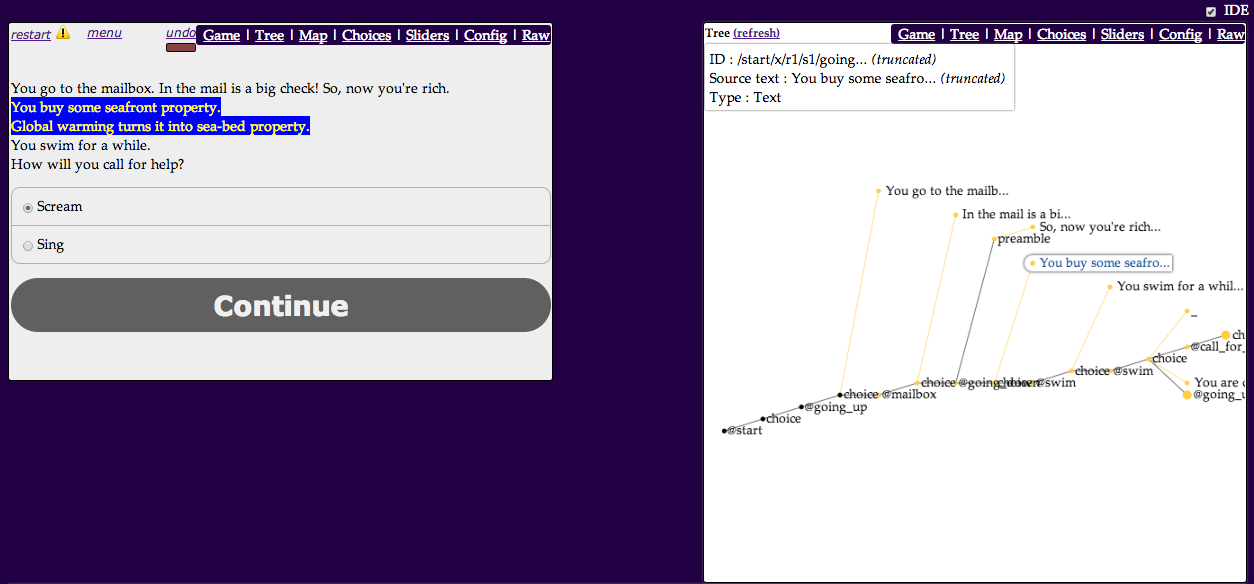 IDE
restart menu undo Game | Tree | Map | Choices | Sliders | Config | Raw
You go to the mailbox. In the mail is a big check! So, now you're rich.
You buy some seafront property.
Global warming turns it into sea-bed property.
You swim for a while.
How will you call for help?
Scream
Sing
Continue
Tree (refresh) Game | Tree | Map | Choices | Sliders | Config | Raw
ID : /start/x/r1/s1/going... (truncated)
Source text : You buy some seafro... (truncated)
Type : Text
You go to the mailb...
In the mail is a bi...
So, now you're rich...
preamble
You buy some seafro...
You swim for a whil...
_
ch
@call_for_
choice
choice @swim
You are
choice @going_ @swim
@going_u
choice @mailbox
@going_up
choice
@start